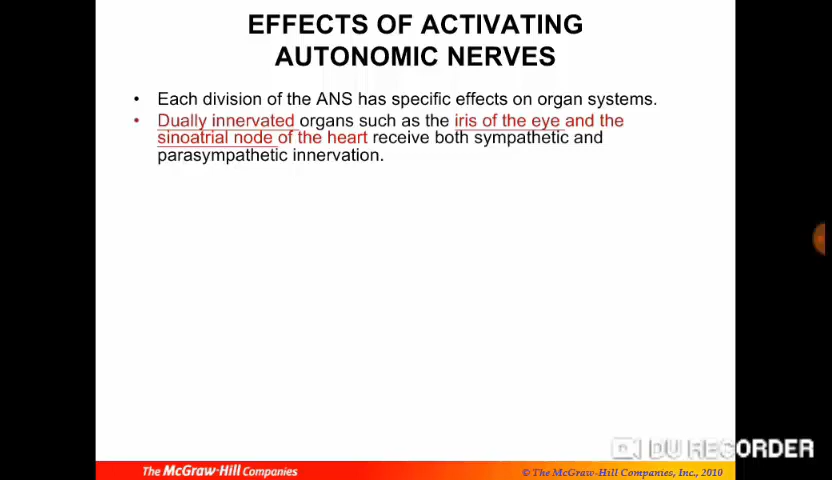 EFFECTS OF ACTIVATING
AUTONOMIC NERVES
• Each division of the ANS has specific effects on organ systems.
• Dually innervated organs such as the iris of the eye and the
sinoatrial node of the heart receive both sympathetic and
parasympathetic innervation.
DU RECORDER
The McGraw-Hill Companies
© The McGraw-Hill Companies, Inc., 2010